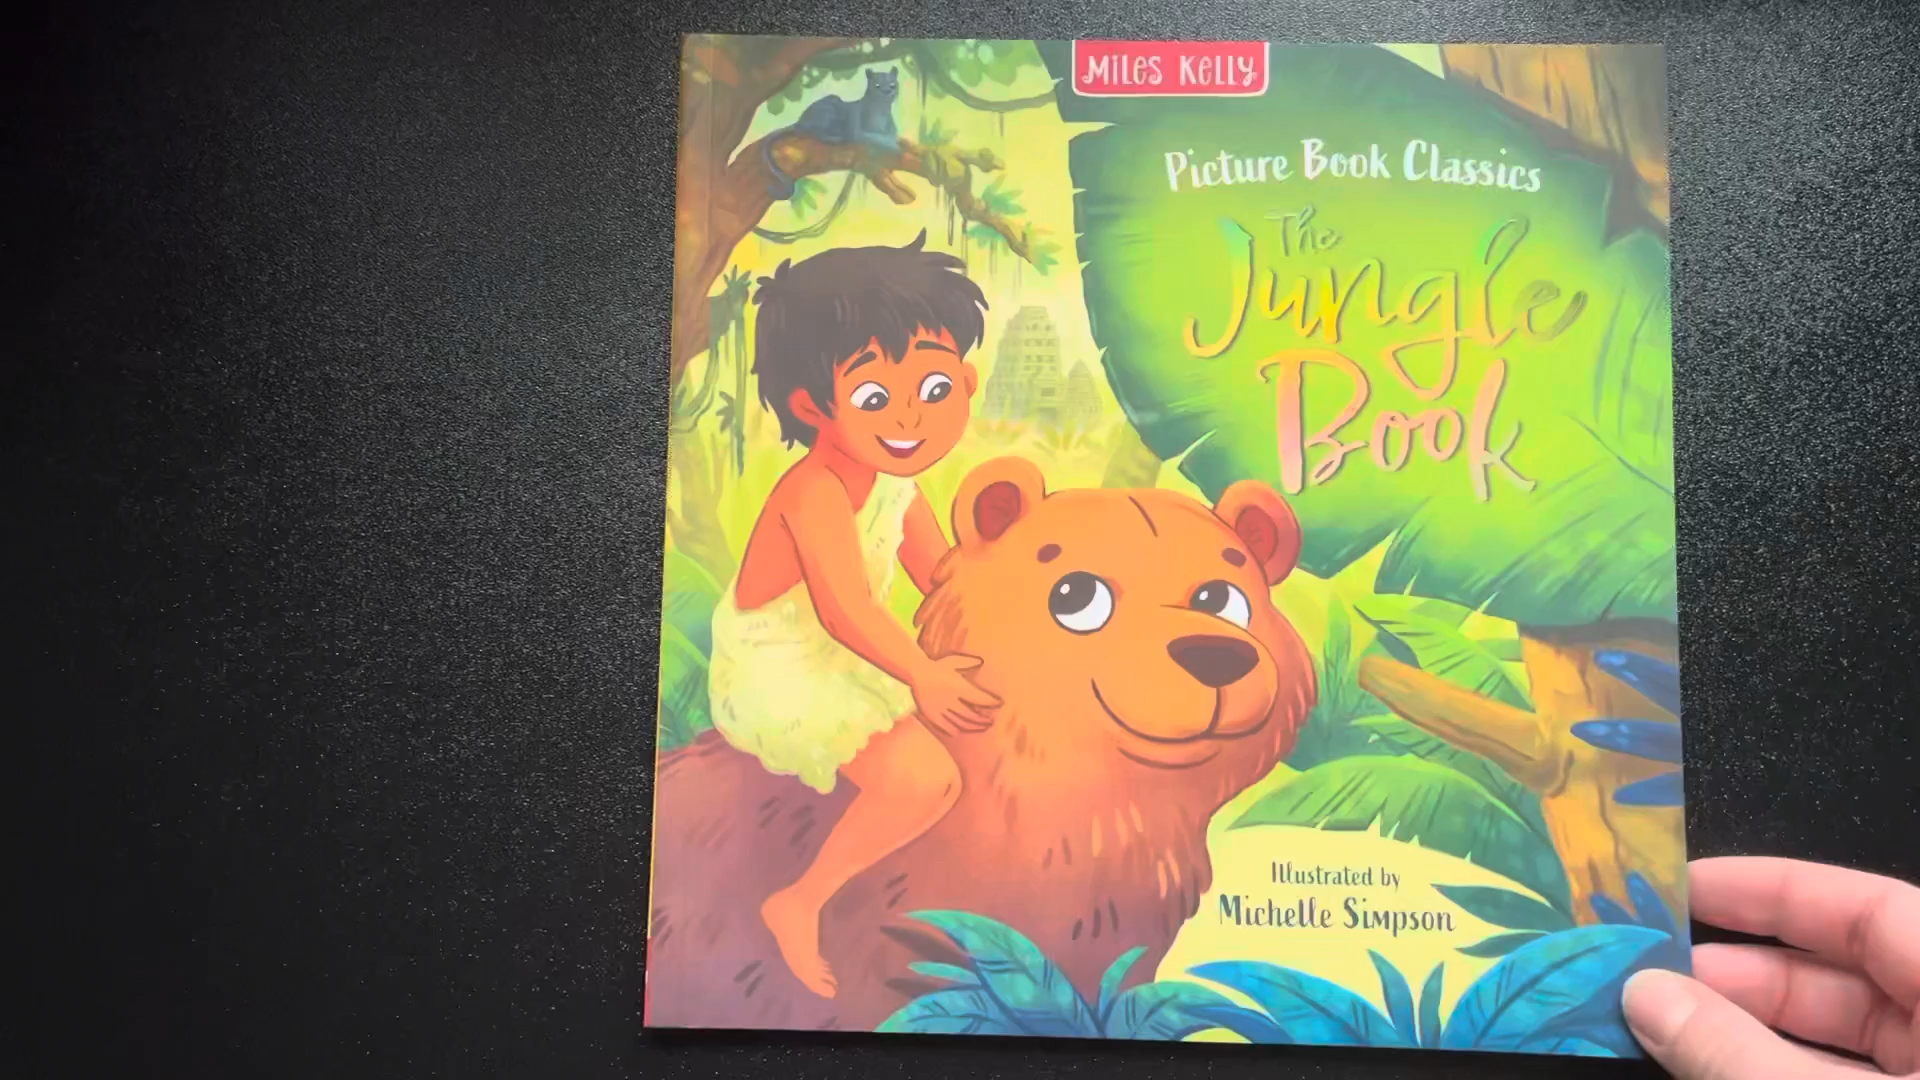 MILES KELLY
Picture Book Classics
The
Jungle
Book
Illustrated by
Michelle Simpson